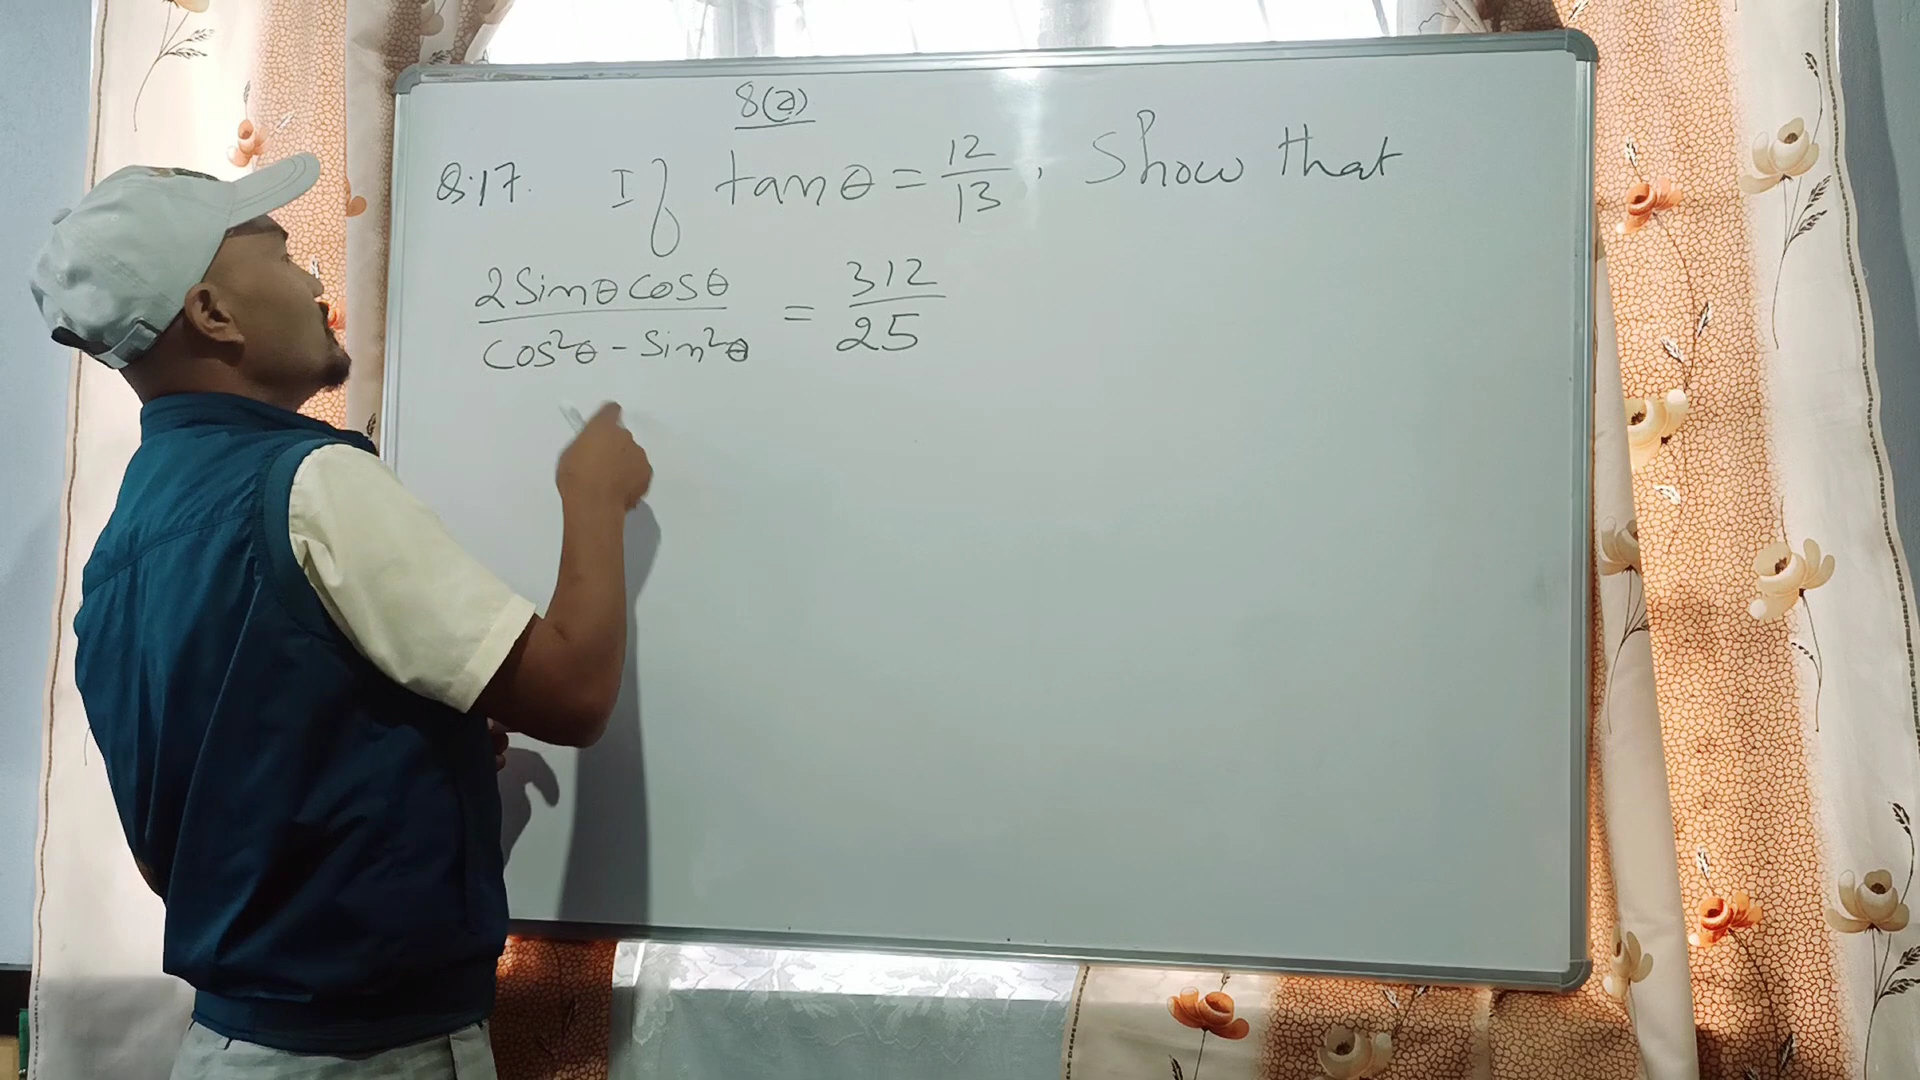 8(a)
Q.17. If tanθ = 12/13, Show that
2Sinθcosθ/cos²θ - Sin²θ = 312/25